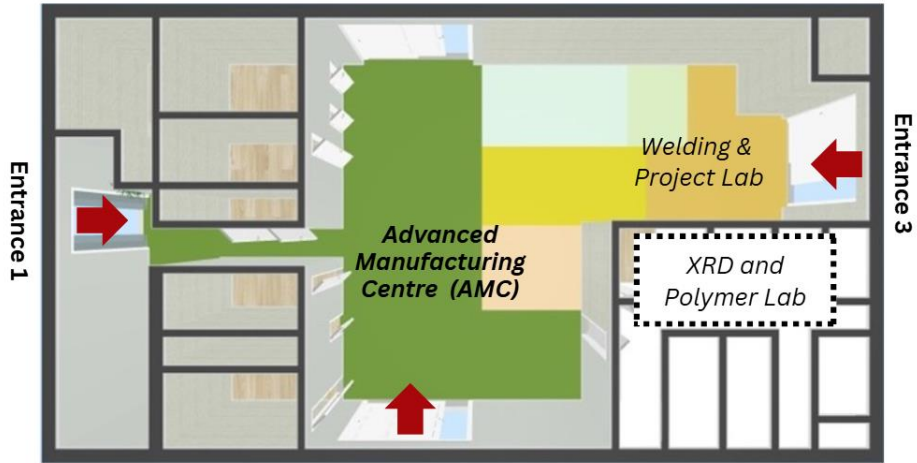 Entrance 1
Advanced
Manufacturing
Centre (AMC)
Welding &
Project Lab
XRD and
Polymer Lab
Entrance 3